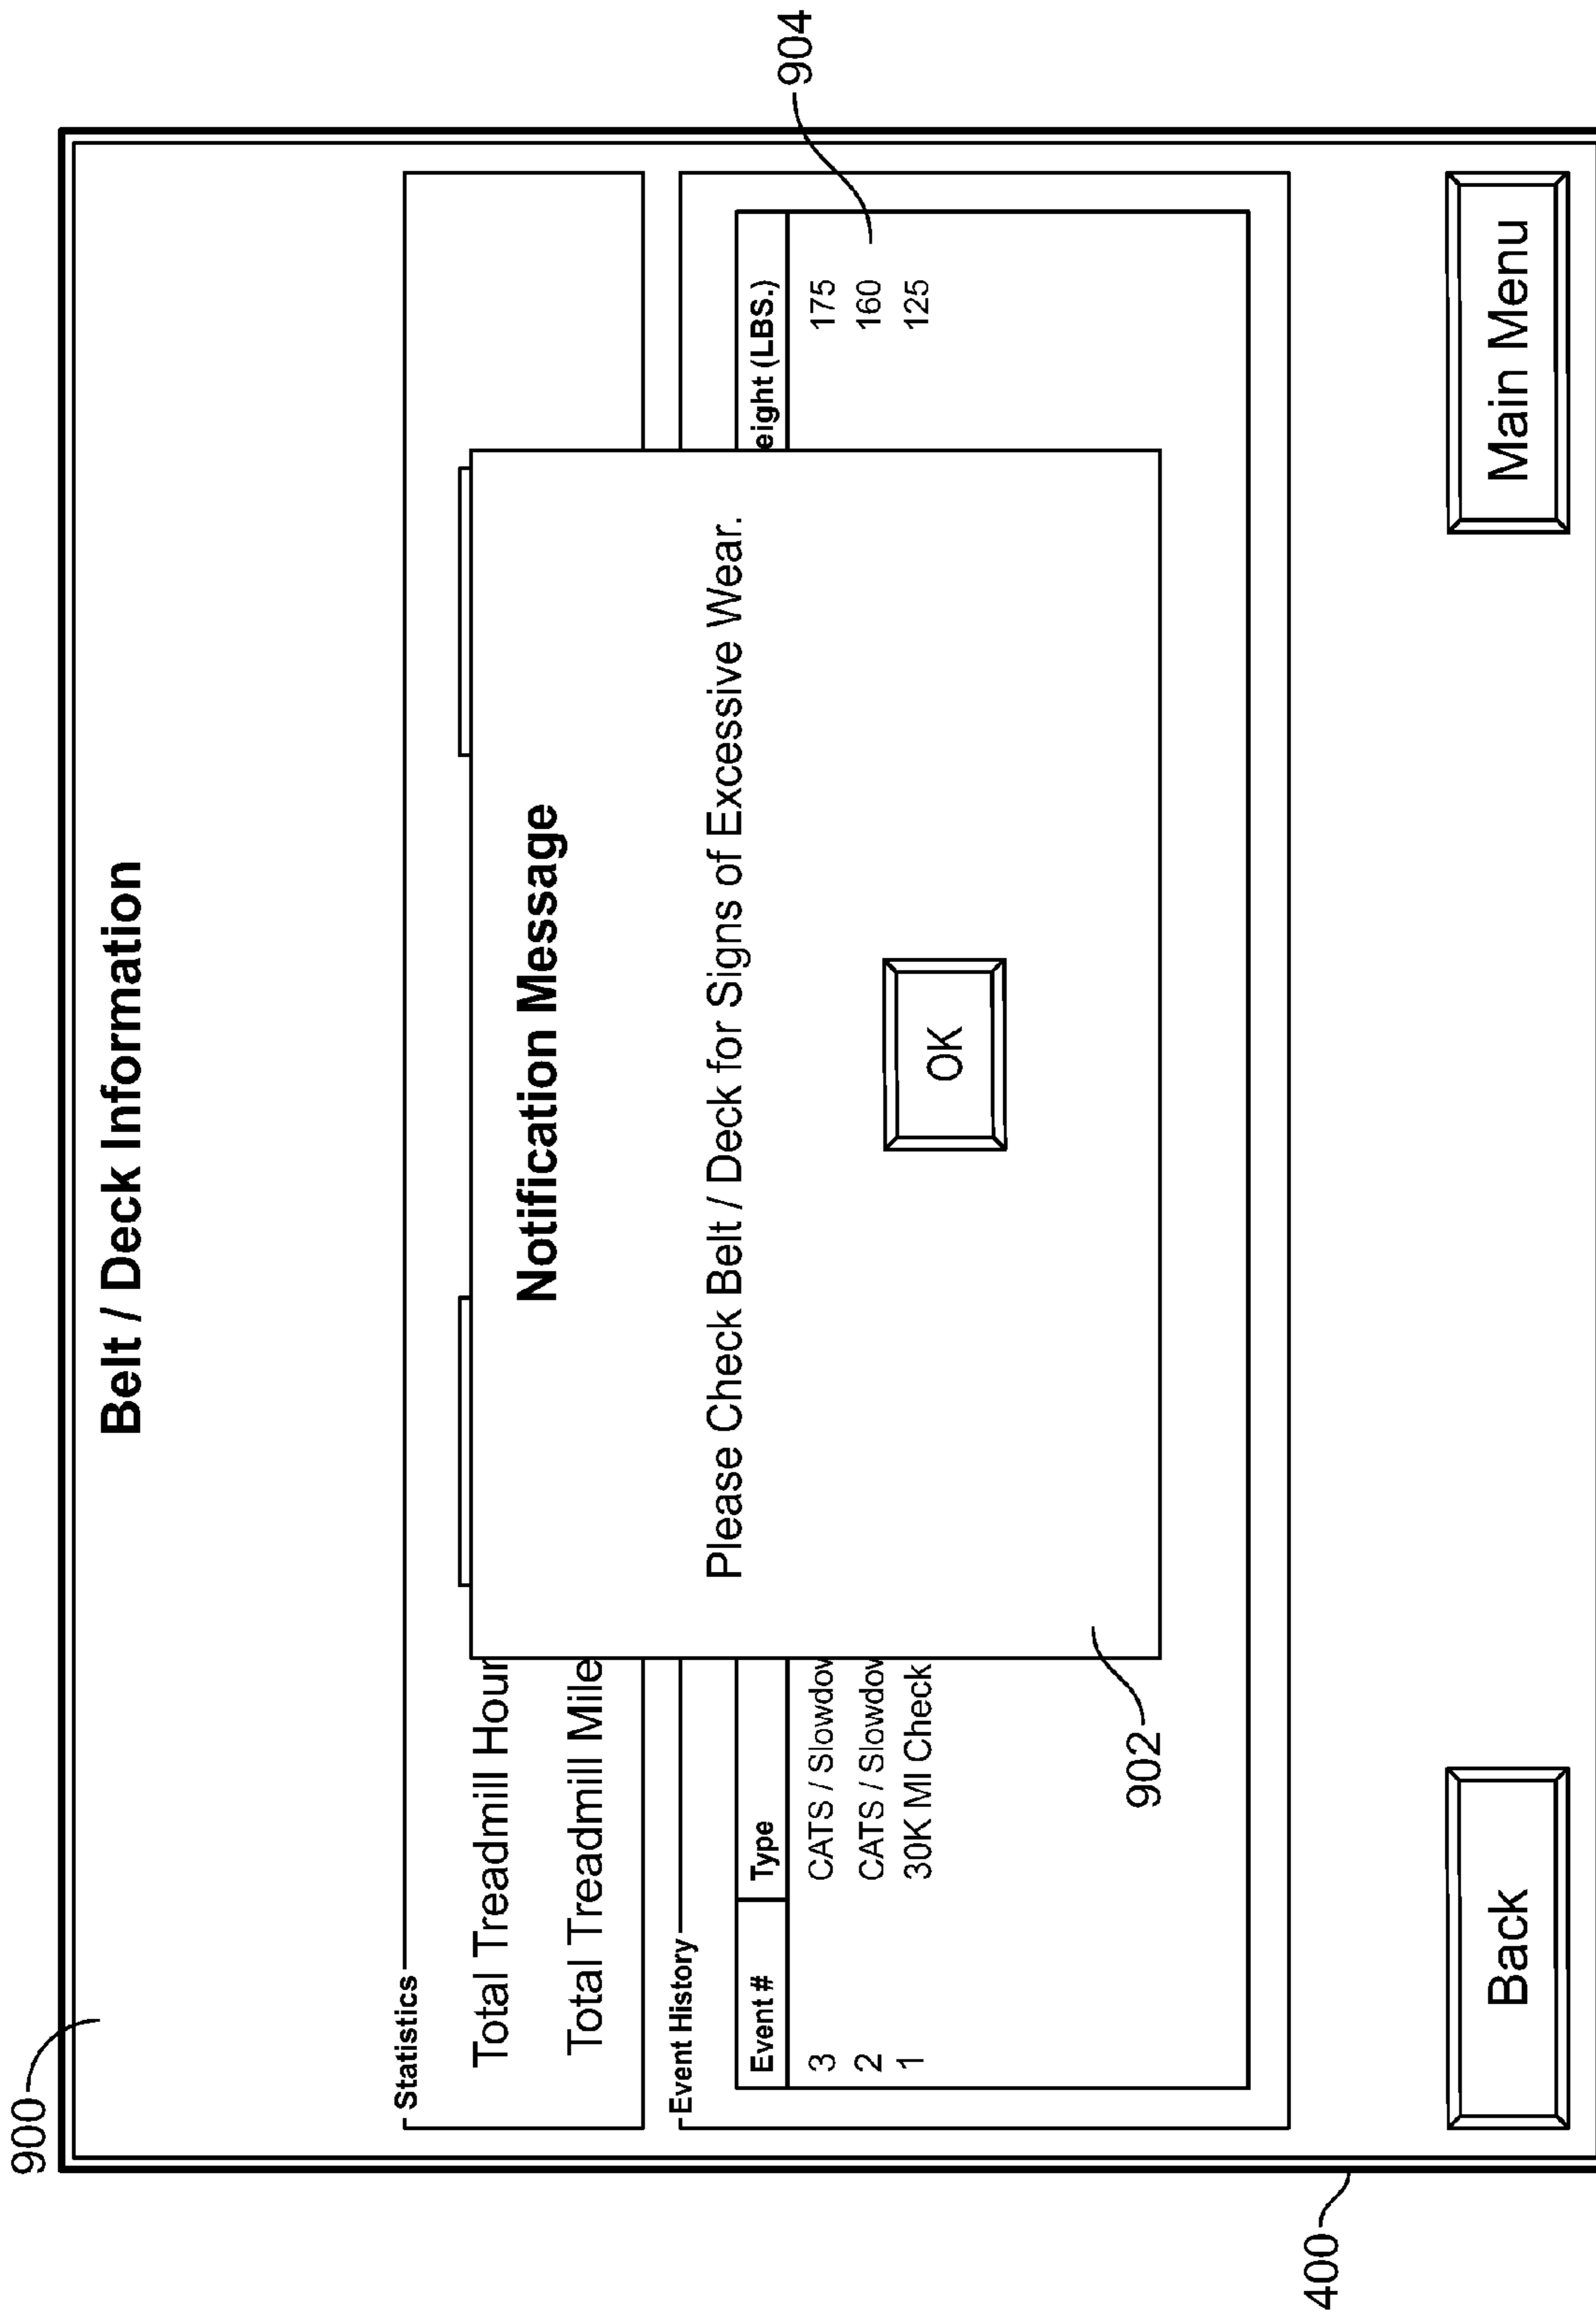 900
Belt / Deck Information
Statistics
Total Treadmill Hour
Total Treadmill Mile
Notification Message
Please Check Belt / Deck for Signs of Excessive Wear.
OK
Event History
Event # Type eight (LBS.)
3 CATS / Slowdov 175
2 CATS / Slowdov 160
1 30K MI Check 125
904
902
Back Main Menu
400